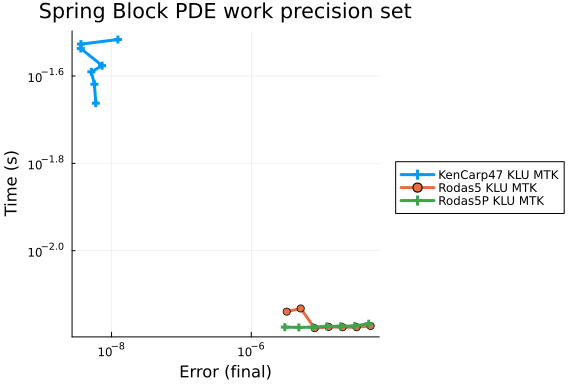 Spring Block PDE work precision set
Time (s)
10^-1.6
10^-1.8
10^-2.0
10^-8
10^-6
Error (final)
KenCarp47 KLU MTK
Rodas5 KLU MTK
Rodas5P KLU MTK